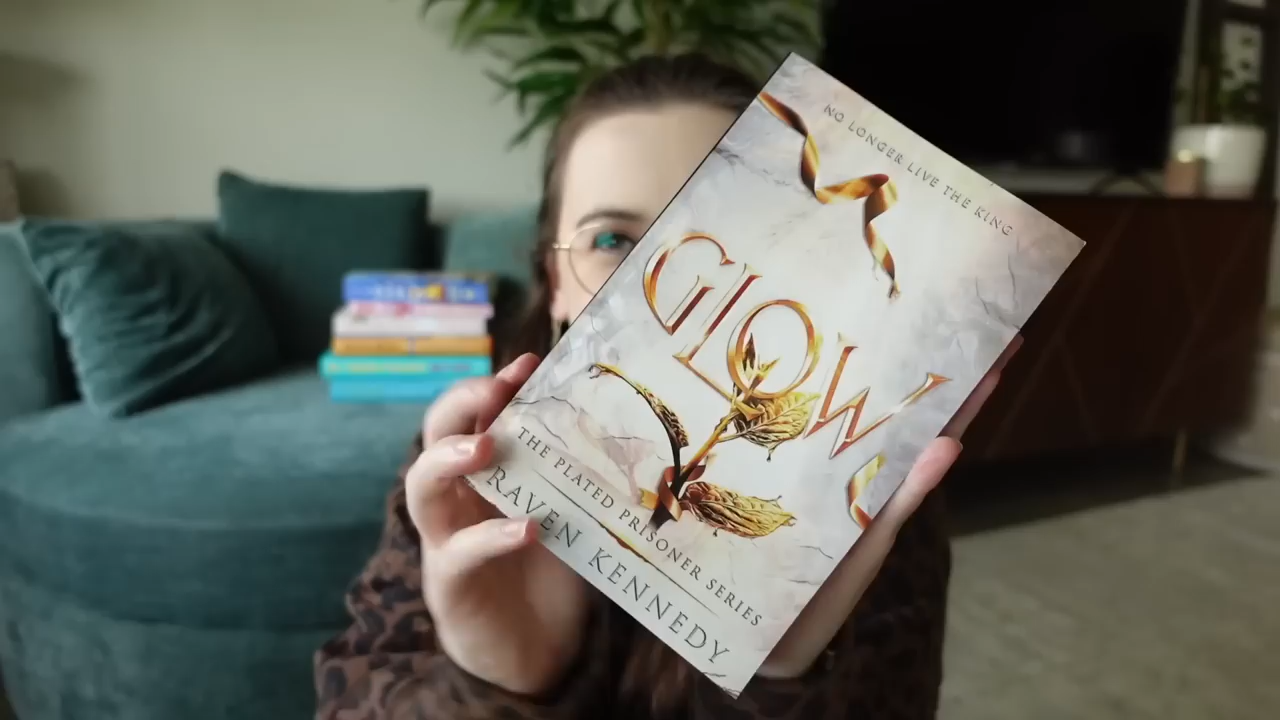 NO LONGER LIVE THE KING
GLOW
THE PLATED PRISONER SERIES
RAVEN KENNEDY